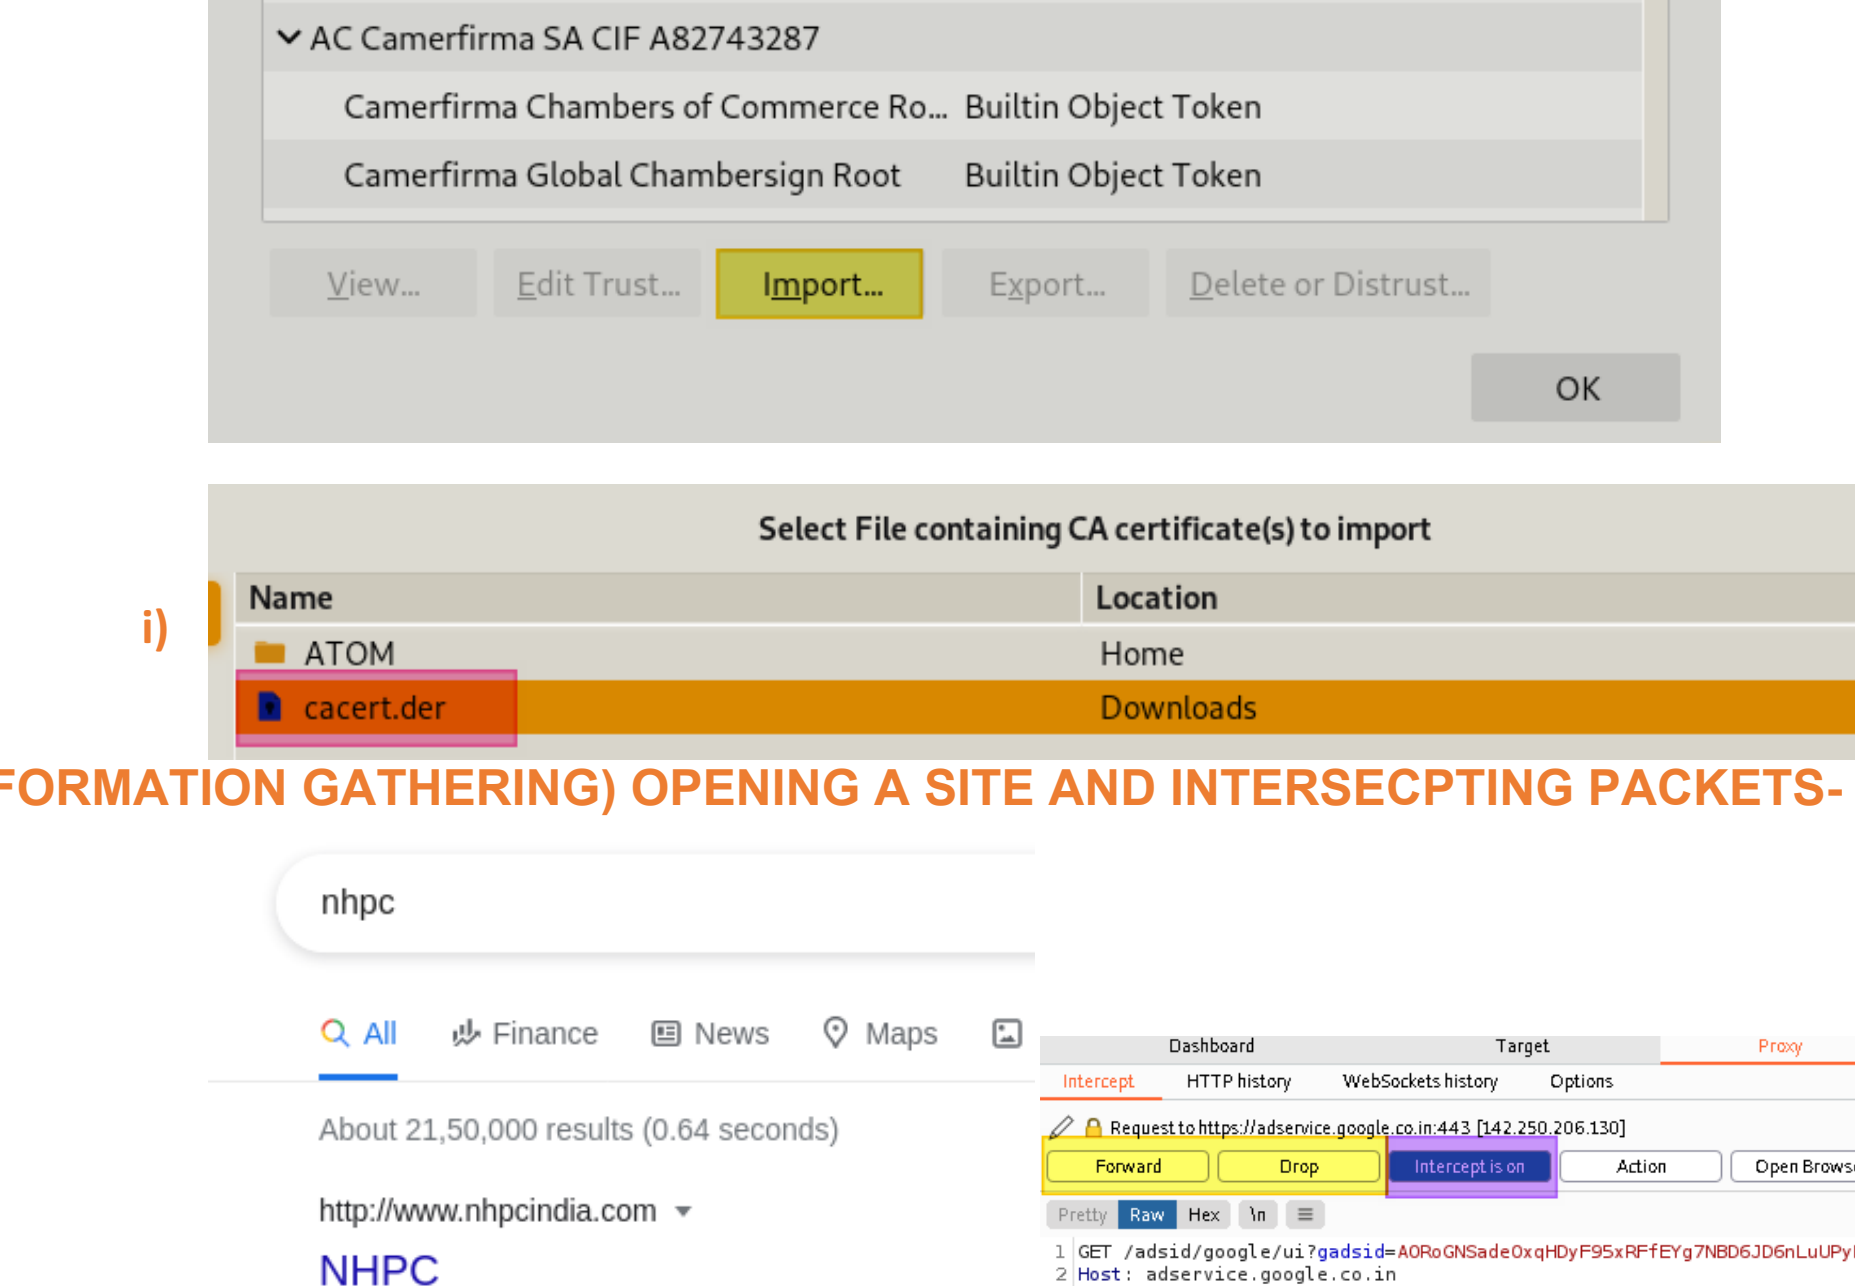 AC Camerfirma SA CIF A82743287
Camerfirma Chambers of Commerce Ro... Builtin Object Token
Camerfirma Global Chambersign Root Builtin Object Token
View... Edit Trust... Import... Export... Delete or Distrust...
OK
Select File containing CA certificate(s) to import
Name Location
i)
ATOM Home
cacert.der Downloads
FORMATION GATHERING) OPENING A SITE AND INTERSECPTING PACKETS-
nhpc
All Finance News Maps
About 21,50,000 results (0.64 seconds)
http://www.nhpcindia.com
NHPC
Dashboard Target Proxy
Intercept HTTP history WebSockets history Options
Request to https://adservice.google.co.in:443 [142.250.206.130]
Forward Drop Intercept is on Action Open Browse
Pretty Raw Hex \n
1 GET /adsid/google/ui?gadsid=AORoGNSadeOxqHDyF95xRFfEYg7NBD6JD6nLuUPy
2 Host: adservice.google.co.in